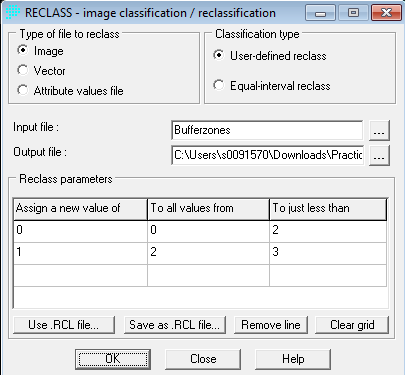 RECLASS - image classification / reclassification
Type of file to reclass
Image
Vector
Attribute values file
Classification type
User-defined reclass
Equal-interval reclass
Input file :
Bufferzones
...
Output file :
C:\Users\s0091570\Downloads\Practic
...
Reclass parameters
Assign a new value of To all values from To just less than
0 0 2
1 2 3
Use .RCL file... Save as .RCL file... Remove line Clear grid
OK Close Help